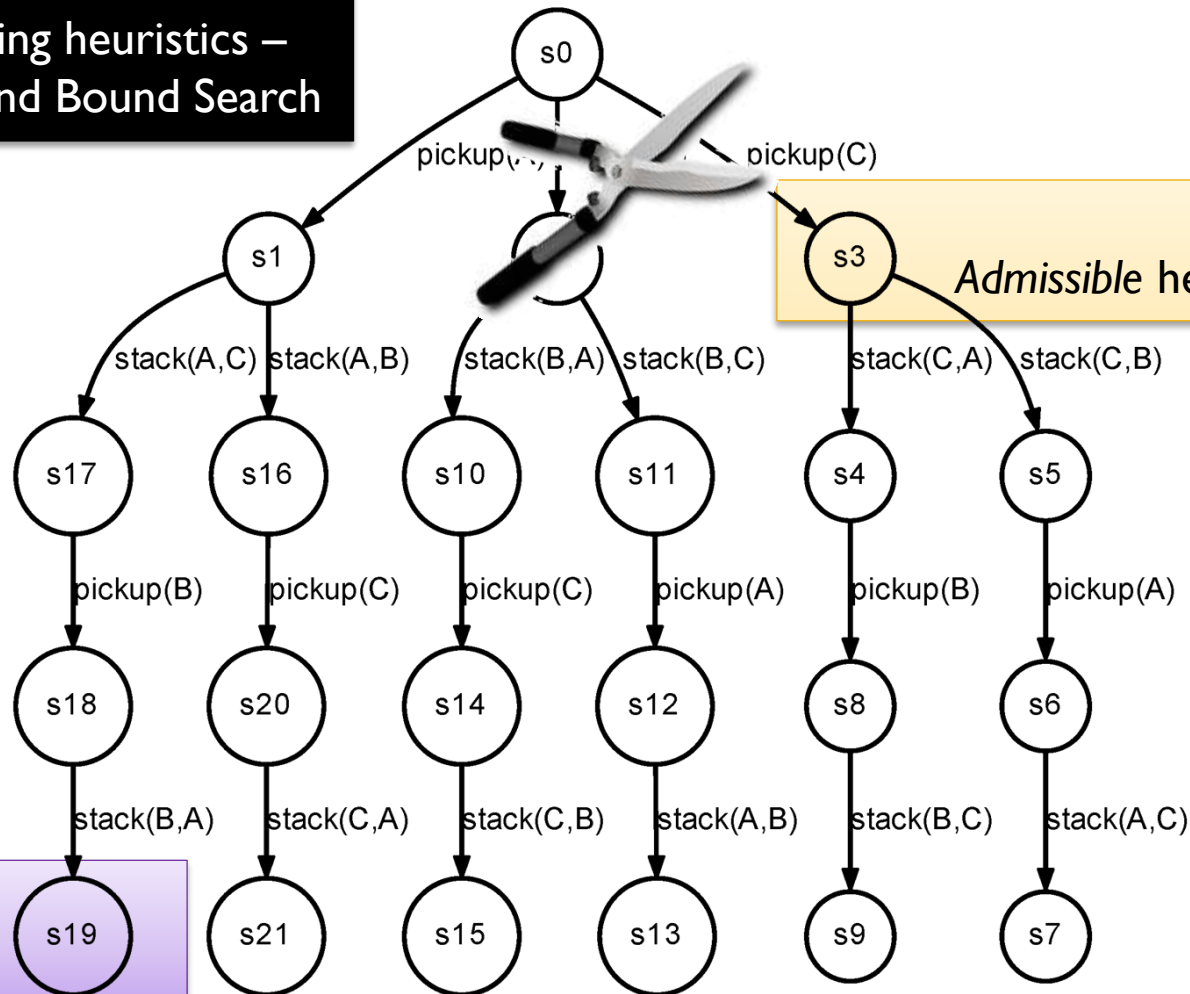 ing heuristics –
nd Bound Search
s0
pickup( pickup(C)
s1 s3
Admissible he
stack(A,C) stack(A,B) stack(B,A) stack(B,C) stack(C,A) stack(C,B)
s17 s16 s10 s11 s4 s5
pickup(B) pickup(C) pickup(C) pickup(A) pickup(B) pickup(A)
s18 s20 s14 s12 s8 s6
stack(B,A) stack(C,A) stack(C,B) stack(A,B) stack(B,C) stack(A,C)
s19 s21 s15 s13 s9 s7